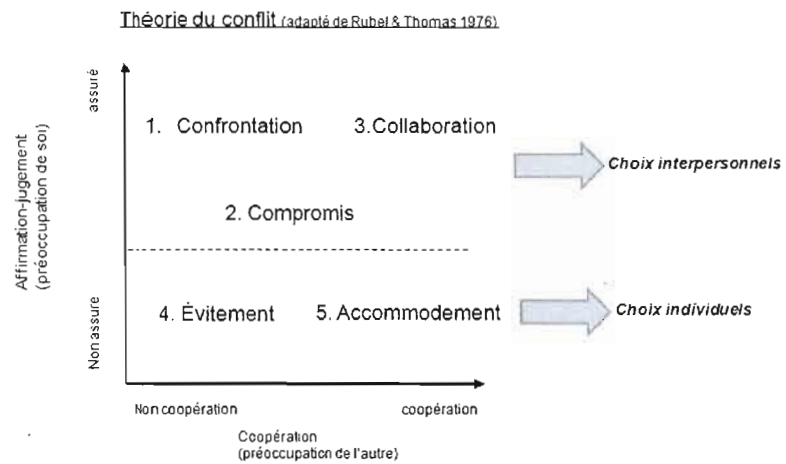 Théorie du conflit (adapté de Rubel & Thomas 1976)
assuré
1. Confrontation
3.Collaboration
Choix interpersonnels
Affirmation-jugement
(préoccupation de soi)
2. Compromis
4. Évitement
5. Accommodement
Choix individuels
Non assure
Non coopération
coopération
Coopération
(préoccupation de l'autre)